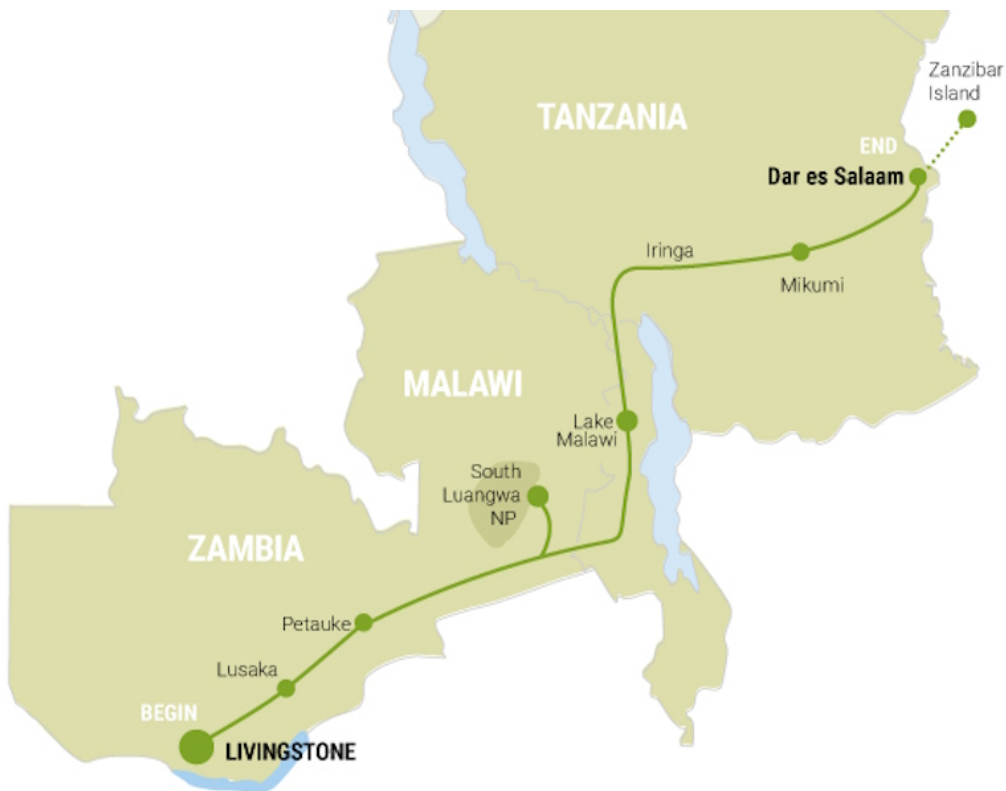 Zanzibar
Island
TANZANIA
END
Dar es Salaam
Iringa
Mikumi
MALAWI
Lake
Malawi
South
Luangwa
NP
ZAMBIA
Petauke
Lusaka
BEGIN
LIVINGSTONE